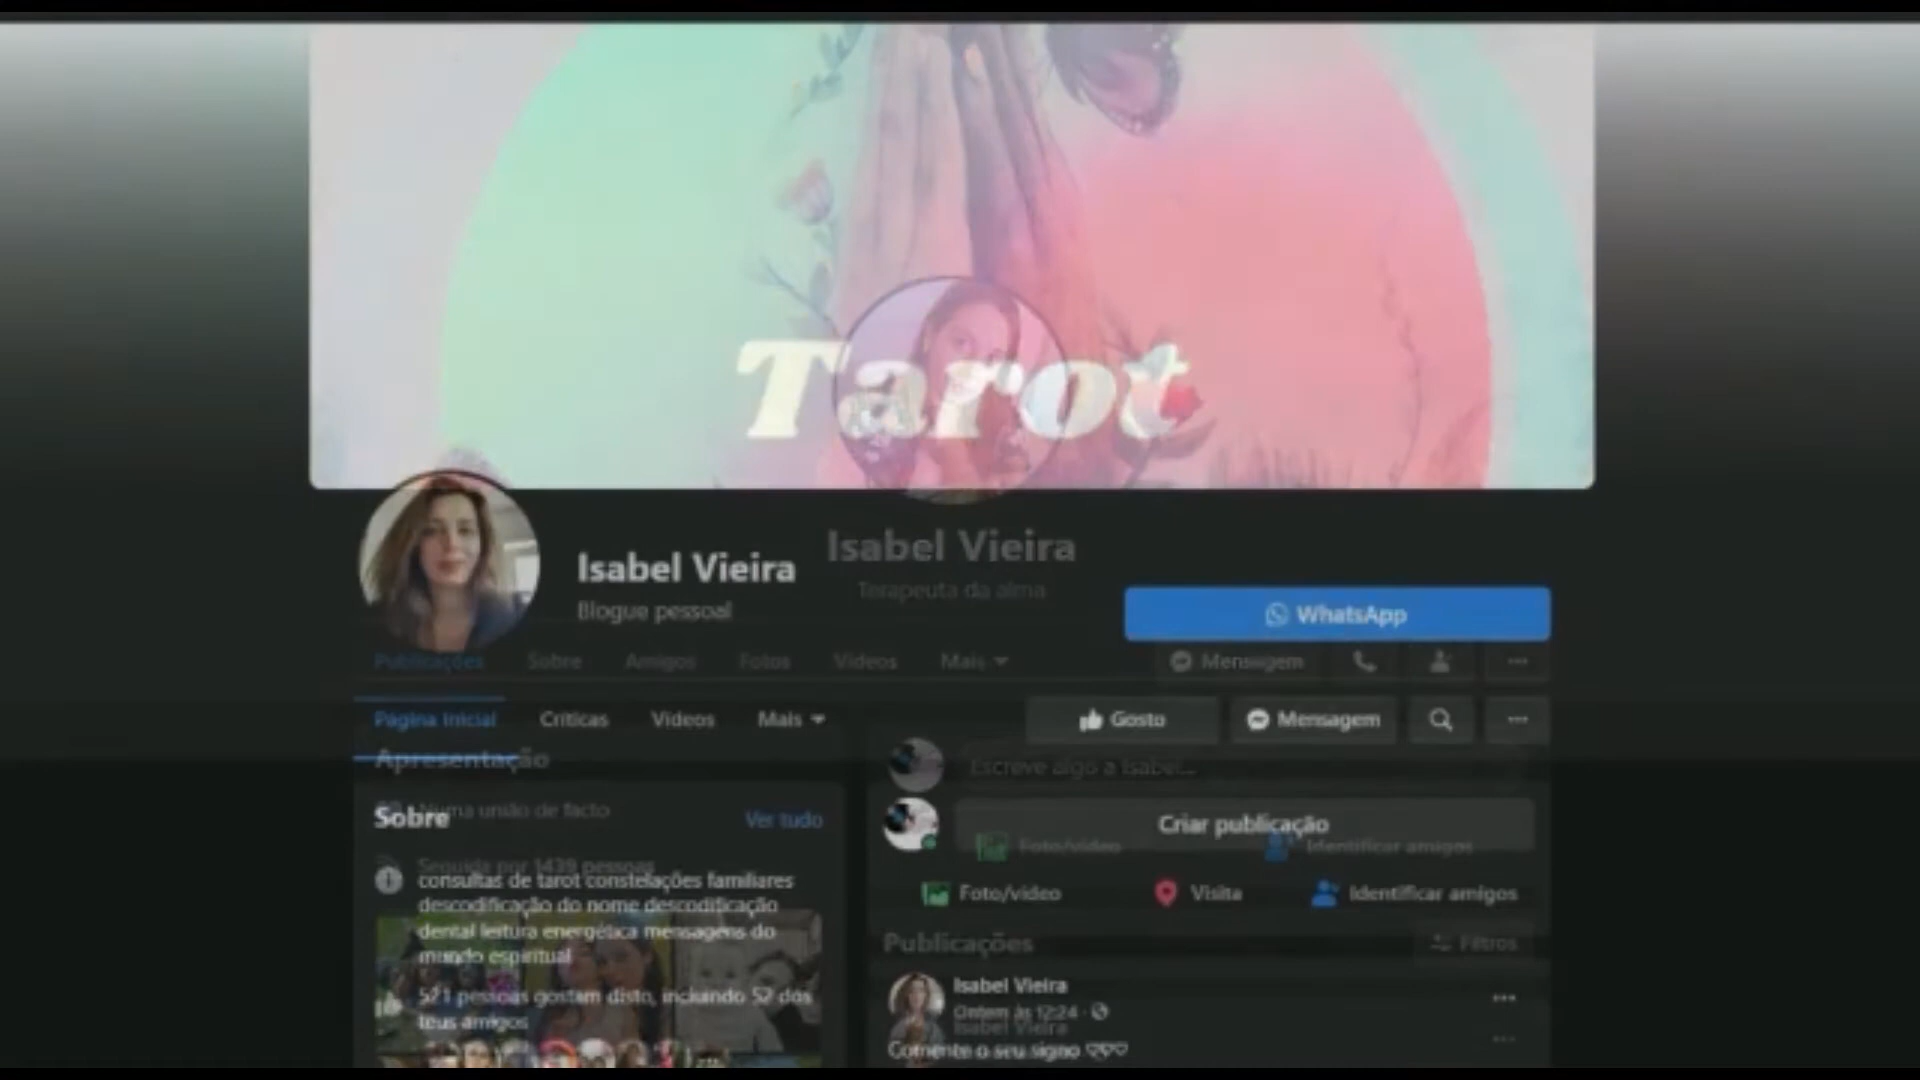 Tarot
Isabel Vieira
Isabel Vieira
Terapeuta da alma
Blogue pessoal
WhatsApp
Publicações Sobre Amigos Fotos Vídeos Mais Mensagem
Página inicial Críticas Vídeos Mais Gosto Mensagem
Apresentação
Escreve algo a Isabel...
Numa união de facto
Sobre Ver tudo
Criar publicação
Foto/vídeo Identificar amigos
Seguida por 1439 pessoas
consultas de tarot constelações familiares
descodificação do nome descodificação
dental leitura energética mensagens do
mundo espiritual
Foto/vídeo Visita Identificar amigos
Publicações Filtros
521 pessoas gostam disto, incluindo 52 dos
teus amigos
Isabel Vieira
Ontem às 12:24
Isabel Vieira
Comente o seu signo